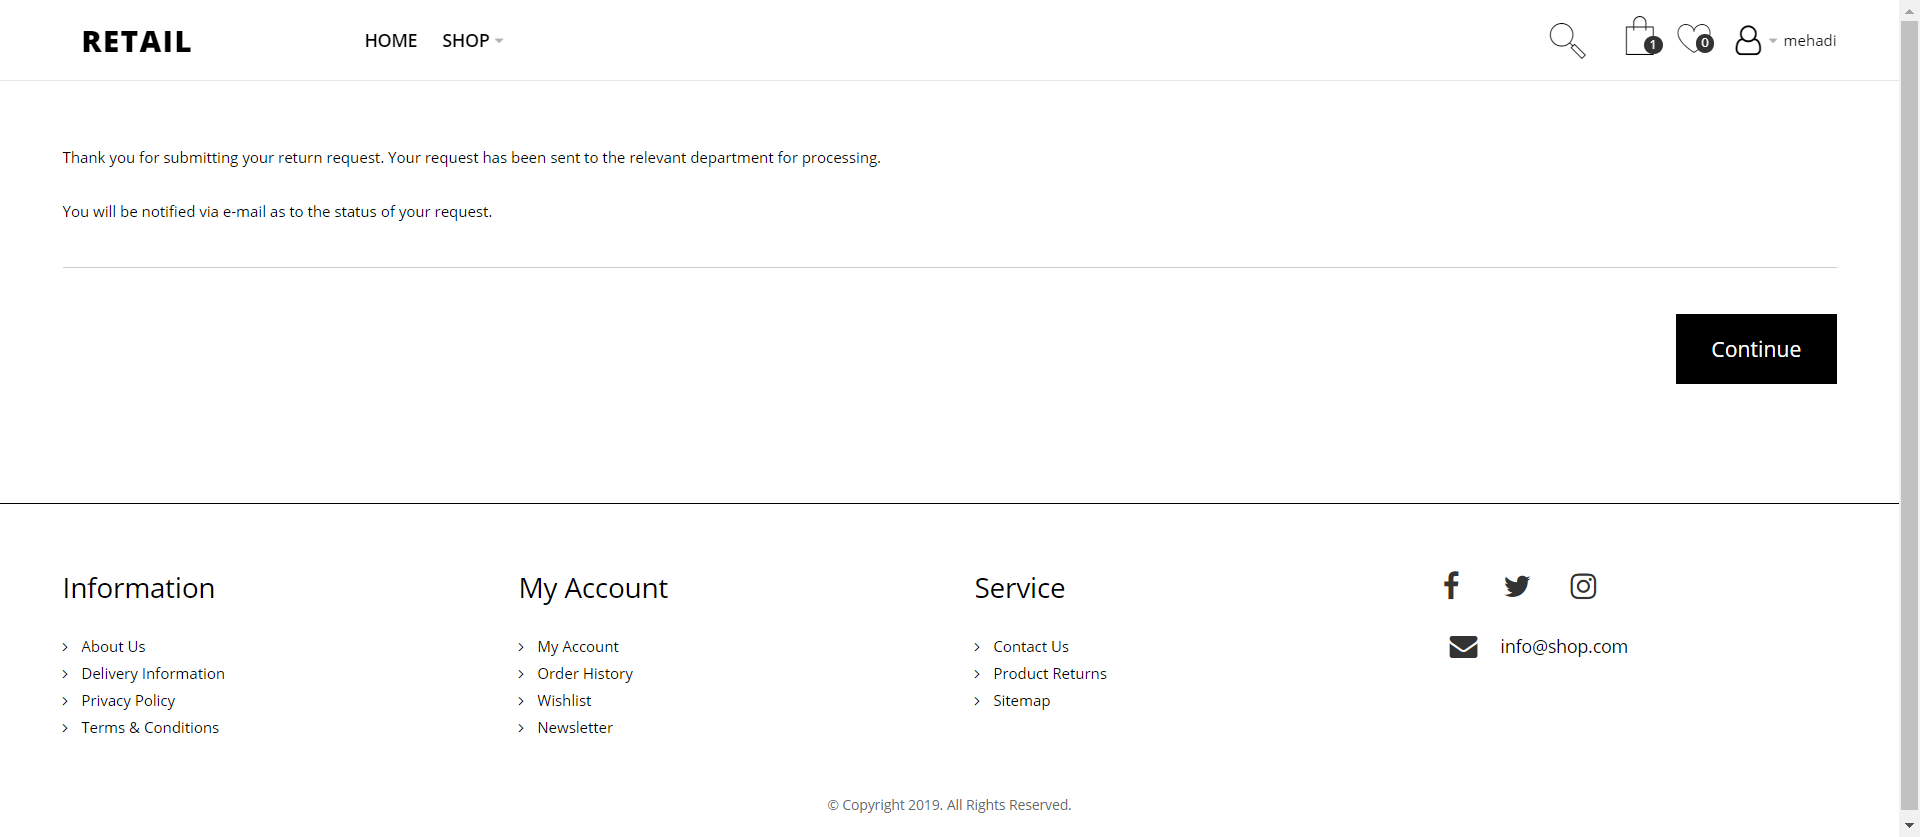 RETAIL
HOME SHOP
1 0 mehadi
Thank you for submitting your return request. Your request has been sent to the relevant department for processing.
You will be notified via e-mail as to the status of your request.
Continue
Information
About Us
Delivery Information
Privacy Policy
Terms & Conditions
My Account
My Account
Order History
Wishlist
Newsletter
Service
Contact Us
Product Returns
Sitemap
info@shop.com
© Copyright 2019. All Rights Reserved.